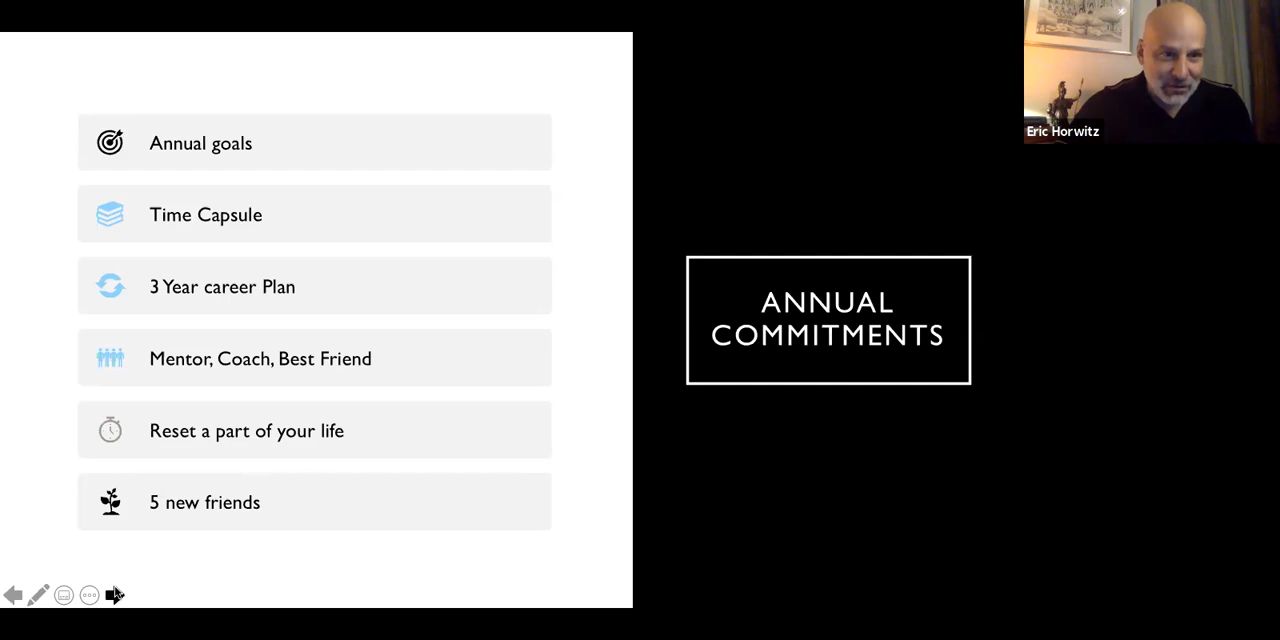 Annual goals
Time Capsule
3 Year career Plan
Mentor, Coach, Best Friend
Reset a part of your life
5 new friends
ANNUAL
COMMITMENTS
Eric Horwitz